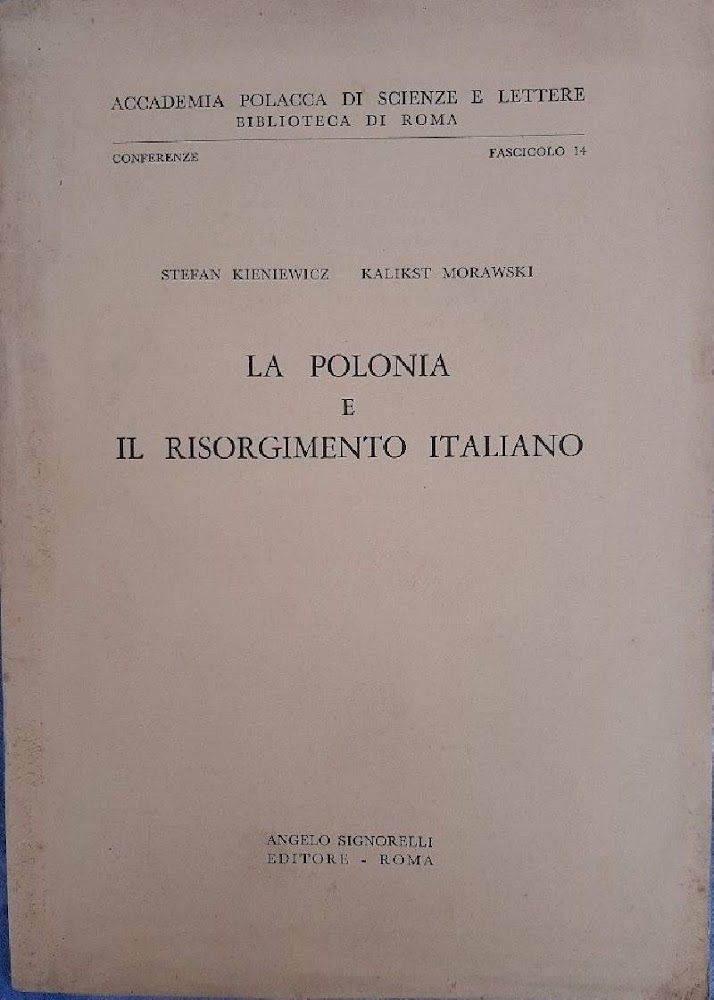 ACCADEMIA POLACCA DI SCIENZE E LETTERE
BIBLIOTECA DI ROMA
CONFERENZE FASCICOLO 14
STEFAN KIENIEWICZ KALIKST MORAWSKI
LA POLONIA
E
IL RISORGIMENTO ITALIANO
ANGELO SIGNORELLI
EDITORE - ROMA